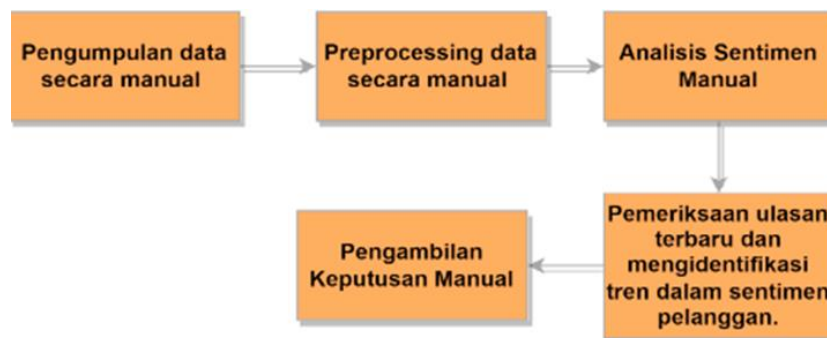 Pengumpulan data
secara manual
Preprocessing data
secara manual
Analisis Sentimen
Manual
Pemeriksaan ulasan
terbaru dan
mengidentifikasi
tren dalam sentimen
pelanggan.
Pengambilan
Keputusan Manual